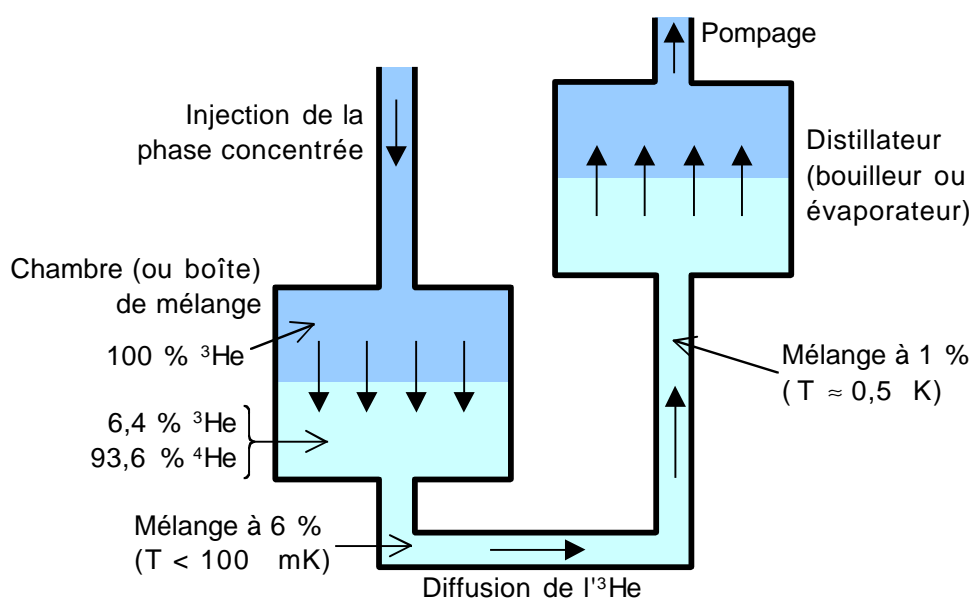 Pompage
Injection de la
phase concentrée
Distillateur
(bouilleur ou
évaporateur)
Chambre (ou boîte)
de mélange
100 % ³He
Mélange à 1 %
( T ≈ 0,5 K)
6,4 % ³He
93,6 % ⁴He
Mélange à 6 %
(T < 100 mK)
Diffusion de l'³He